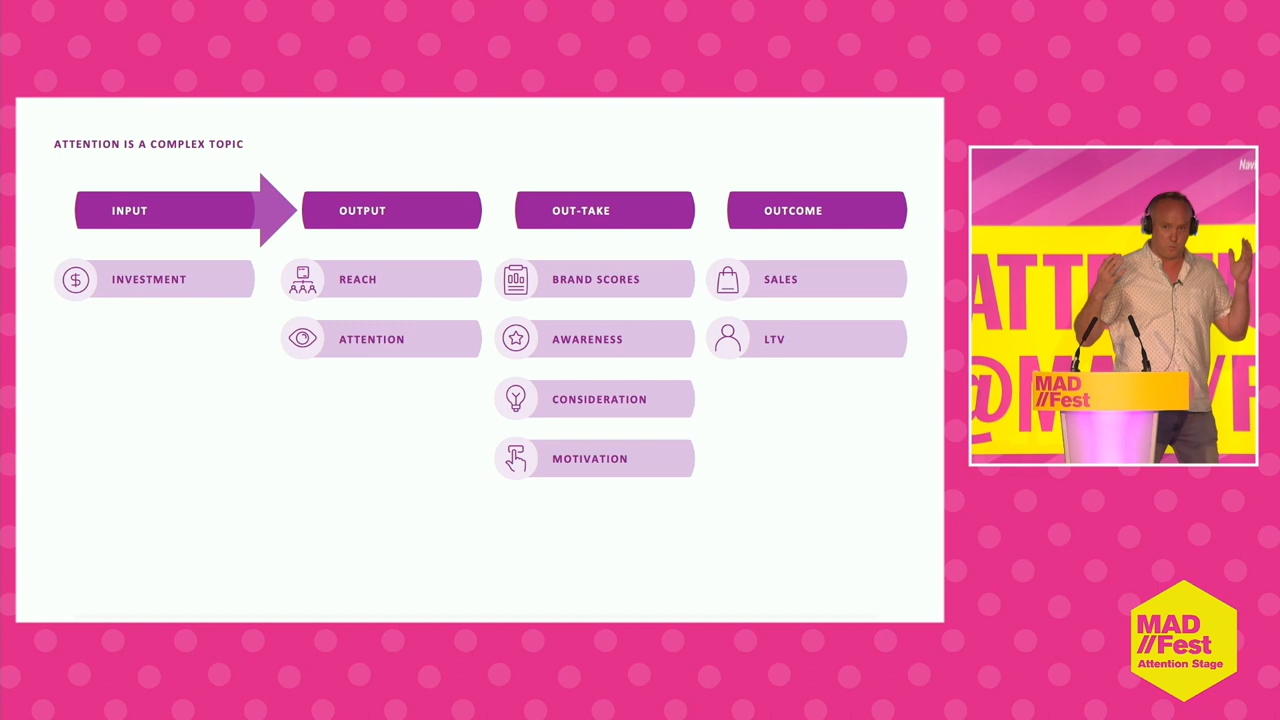 ATTENTION IS A COMPLEX TOPIC
INPUT
OUTPUT
OUT-TAKE
OUTCOME
INVESTMENT
REACH
BRAND SCORES
SALES
ATTENTION
AWARENESS
LTV
CONSIDERATION
MOTIVATION
MAD
//Fest
MAD
//Fest
Attention Stage